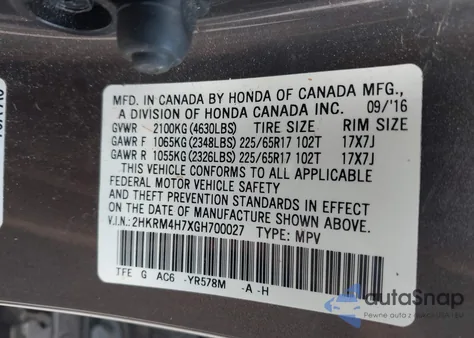 MFD. IN CANADA BY HONDA OF CANADA MFG.,
A DIVISION OF HONDA CANADA INC. 09/'16
GVWR 2100KG (4630LBS) TIRE SIZE RIM SIZE
GAWR F 1065KG (2348LBS) 225/65R17 102T 17X7J
GAWR R 1055KG (2326LBS) 225/65R17 102T 17X7J
THIS VEHICLE CONFORMS TO ALL APPLICABLE
FEDERAL MOTOR VEHICLE SAFETY
AND THEFT PREVENTION STANDARDS IN EFFECT
ON THE DATE OF MANUFACTURE SHOWN ABOVE.
V.I.N.: 2HKRM4H7XGH700027 TYPE: MPV
TFE G AC6 -YR578M -A -H
autaSnap
Pewne auto z